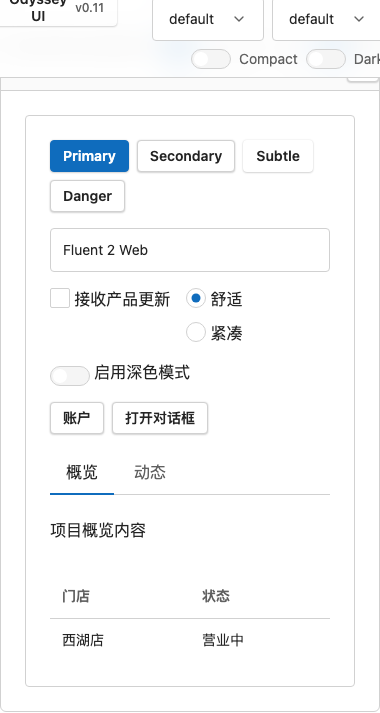 Odyssey
UI v0.11
default default
Compact Dark
Primary Secondary Subtle
Danger
Fluent 2 Web
接收产品更新 舒适
紧凑
启用深色模式
账户 打开对话框
概览 动态
项目概览内容
门店 状态
西湖店 营业中